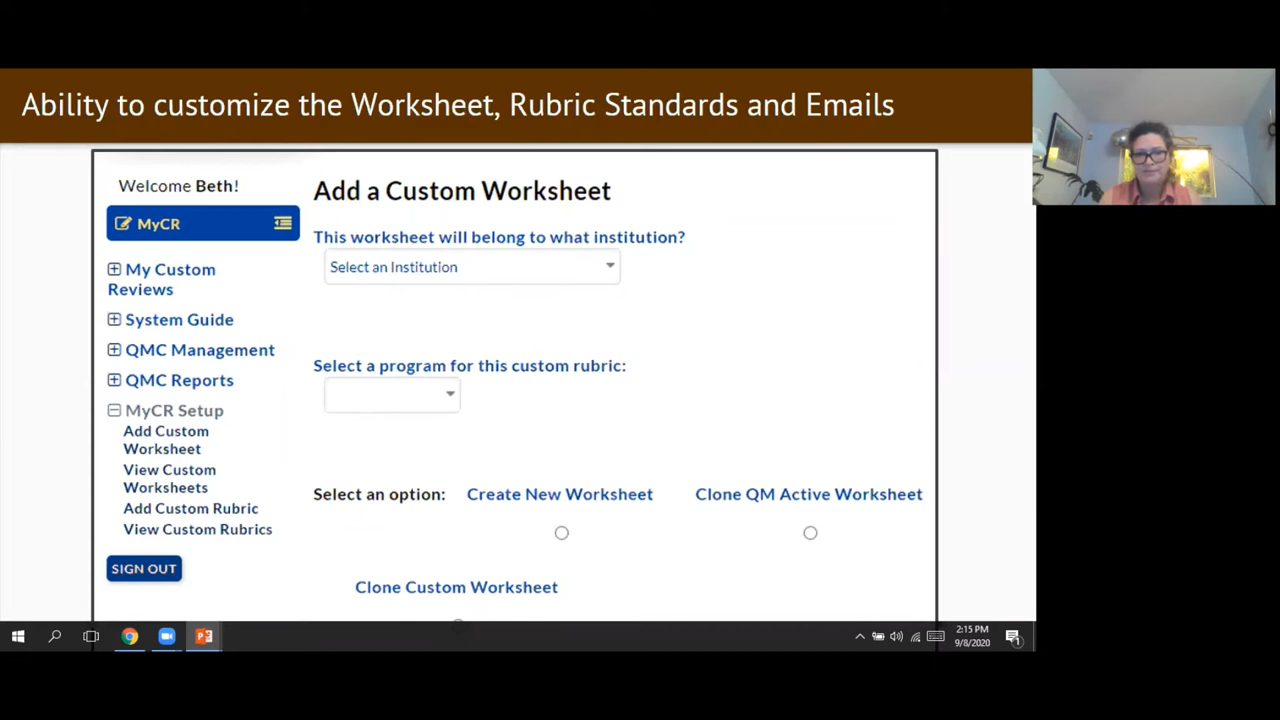 Ability to customize the Worksheet, Rubric Standards and Emails
Welcome Beth!
MyCR
My Custom
Reviews
System Guide
QMC Management
QMC Reports
MyCR Setup
Add Custom
Worksheet
View Custom
Worksheets
Add Custom Rubric
View Custom Rubrics
SIGN OUT
Add a Custom Worksheet
This worksheet will belong to what institution?
Select an Institution
Select a program for this custom rubric:
Select an option: Create New Worksheet Clone QM Active Worksheet
Clone Custom Worksheet
2:15 PM
9/8/2020
1